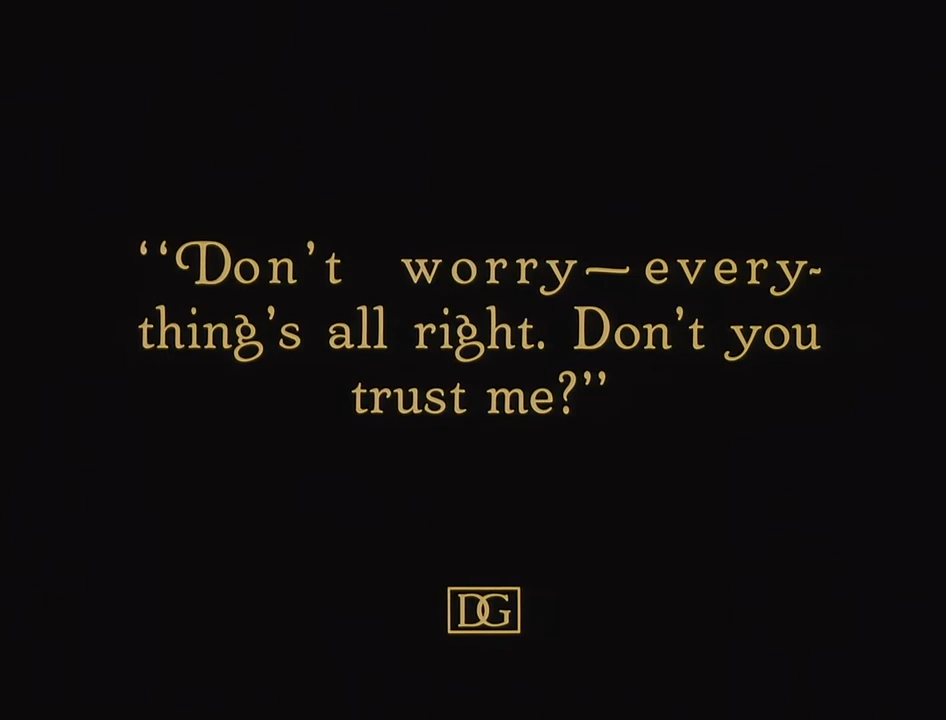 ‘‘Don’t worry—every-
thing’s all right. Don’t you
trust me?’’
DG